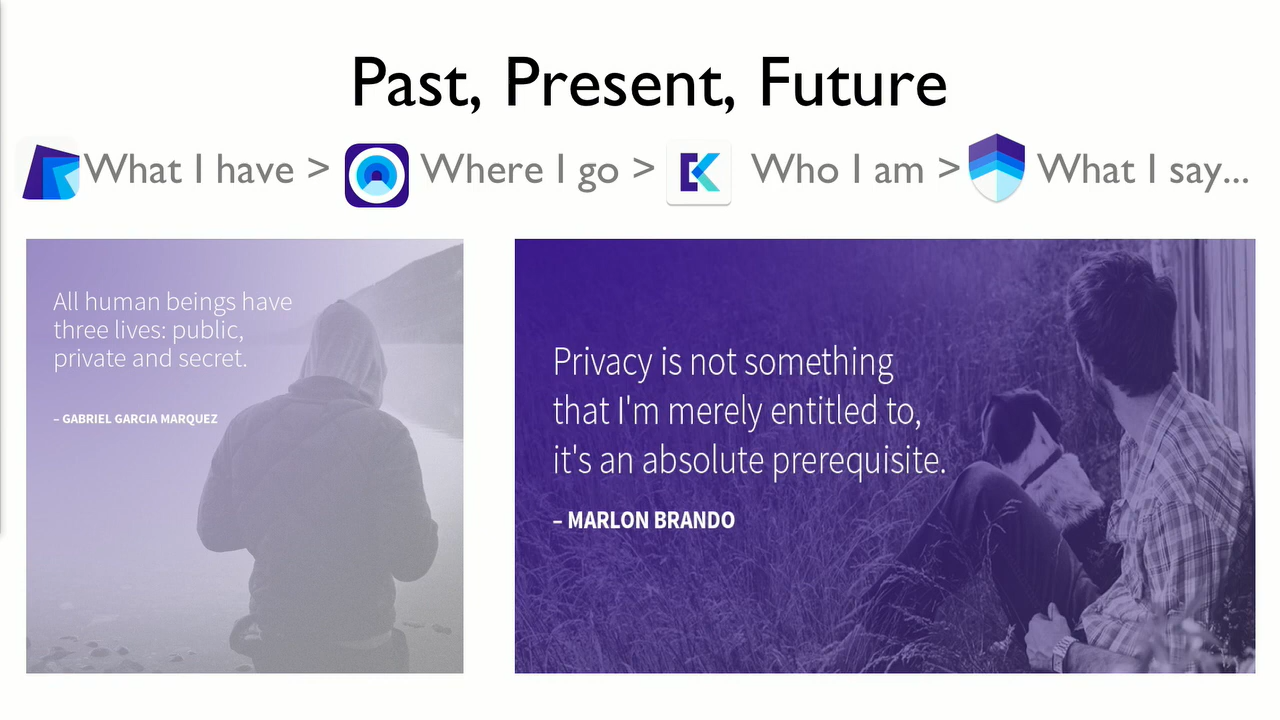 Past, Present, Future
What I have > Where I go > Who I am > What I say...
All human beings have
three lives: public,
private and secret.
– GABRIEL GARCIA MARQUEZ
Privacy is not something
that I'm merely entitled to,
it's an absolute prerequisite.
– MARLON BRANDO